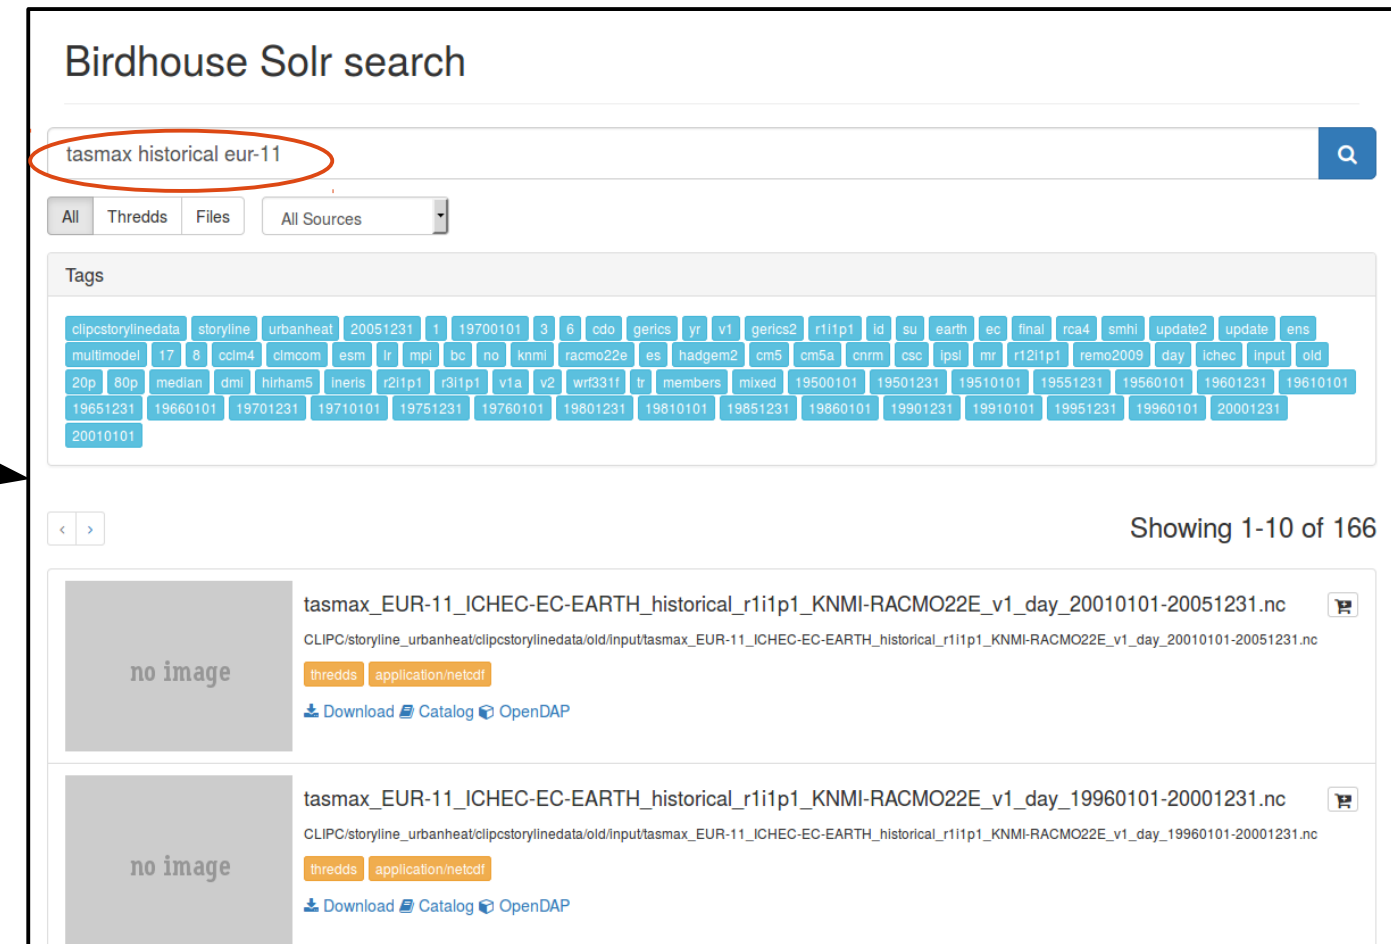 Birdhouse Solr search
tasmax historical eur-11
All Thredds Files All Sources
Tags
clipcstorylinedata storyline urbanheat 20051231 1 19700101 3 6 cdo gerics yr v1 gerics2 r1i1p1 id su earth ec final rca4 smhi update2 update ens
multimodel 17 8 cclm4 clmcom esm lr mpi bc no knmi racmo22e es hadgem2 cm5 cm5a cnrm csc ipsl mr r12i1p1 remo2009 day ichec input old
20p 80p median dmi hirham5 ineris r2i1p1 r3i1p1 v1a v2 wrf331f tr members mixed 19500101 19501231 19510101 19551231 19560101 19601231 19610101
19651231 19660101 19701231 19710101 19751231 19760101 19801231 19810101 19851231 19860101 19901231 19910101 19951231 19960101 20001231
20010101
‹ › Showing 1-10 of 166
tasmax_EUR-11_ICHEC-EC-EARTH_historical_r1i1p1_KNMI-RACMO22E_v1_day_20010101-20051231.nc
CLIPC/storyline_urbanheat/clipcstorylinedata/old/input/tasmax_EUR-11_ICHEC-EC-EARTH_historical_r1i1p1_KNMI-RACMO22E_v1_day_20010101-20051231.nc
no image
thredds application/netcdf
Download Catalog OpenDAP
tasmax_EUR-11_ICHEC-EC-EARTH_historical_r1i1p1_KNMI-RACMO22E_v1_day_19960101-20001231.nc
CLIPC/storyline_urbanheat/clipcstorylinedata/old/input/tasmax_EUR-11_ICHEC-EC-EARTH_historical_r1i1p1_KNMI-RACMO22E_v1_day_19960101-20001231.nc
no image
thredds application/netcdf
Download Catalog OpenDAP